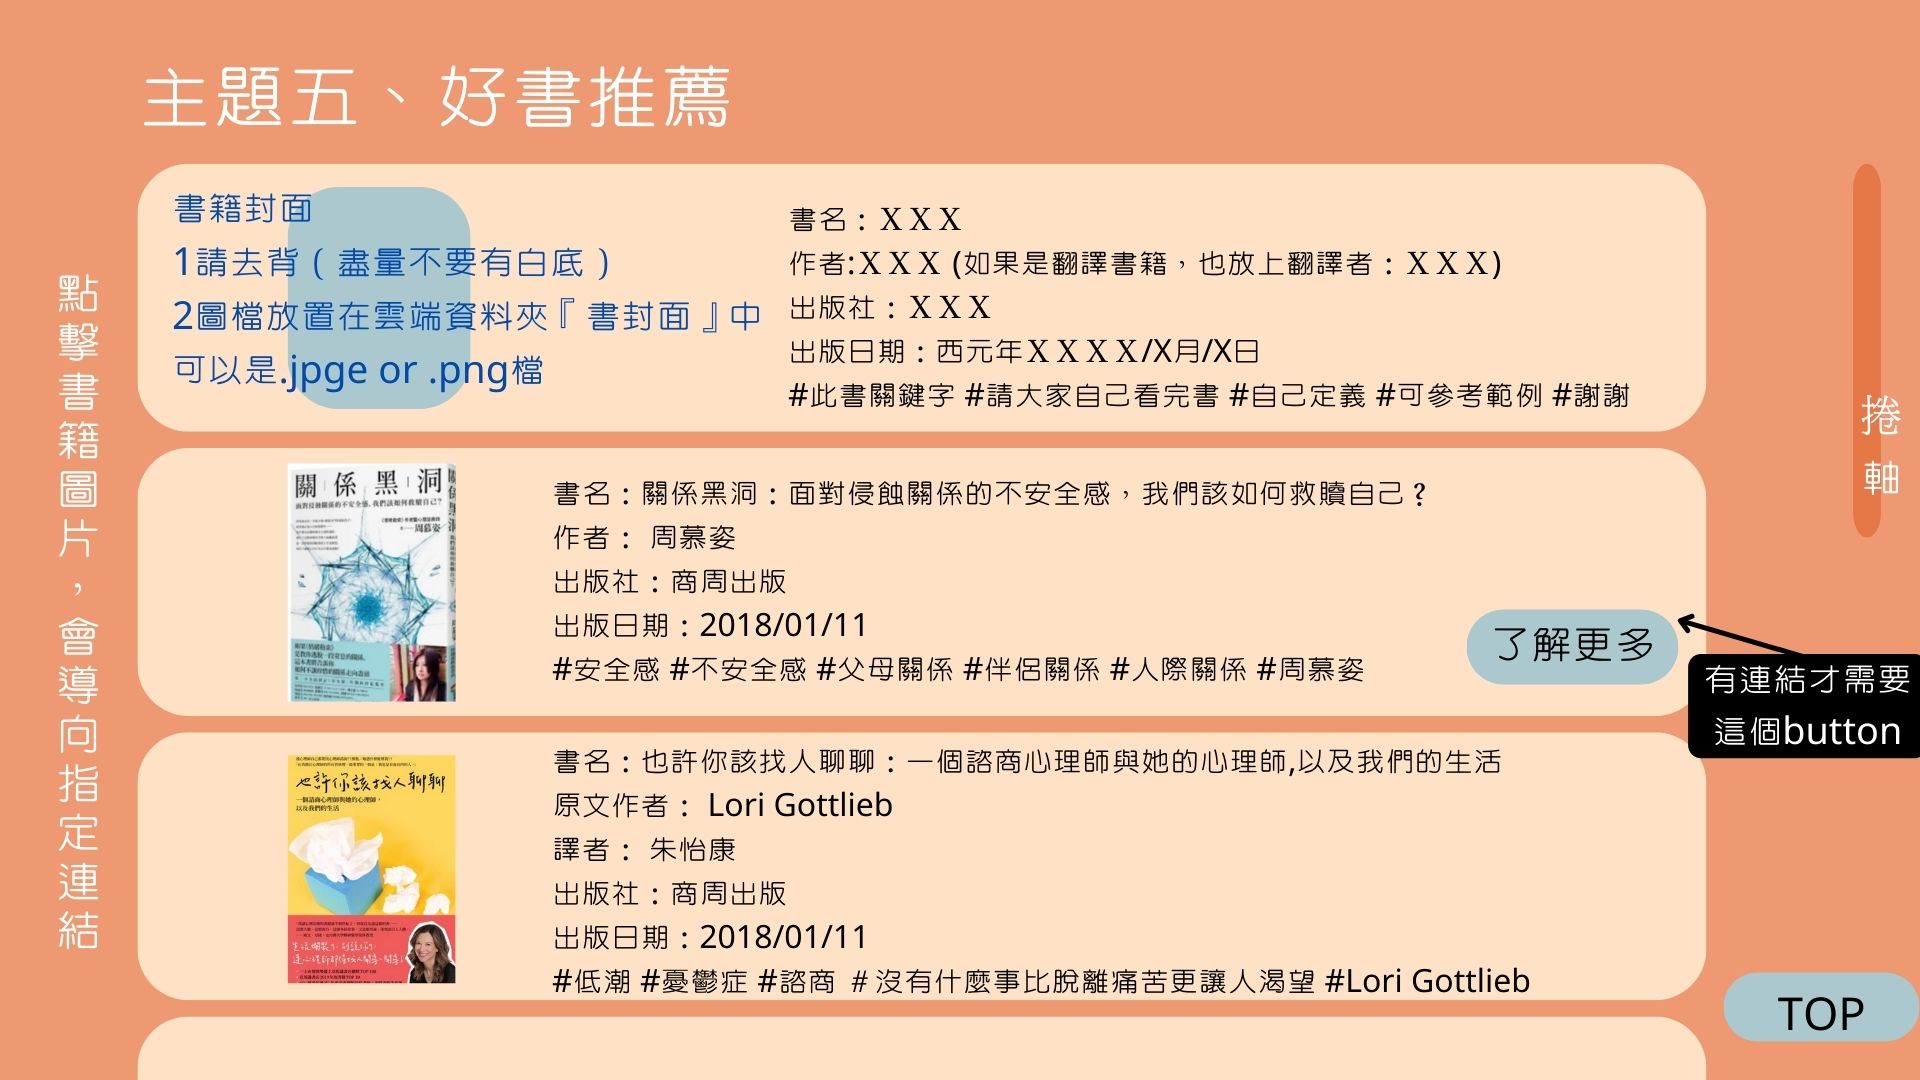 主題五、好書推薦
點擊書籍圖片，會導向指定連結
書籍封面
1請去背（盡量不要有白底）
2圖檔放置在雲端資料夾『書封面』中
可以是.jpge or .png檔
書名：ＸＸＸ
作者:ＸＸＸ (如果是翻譯書籍，也放上翻譯者：ＸＸＸ)
出版社：ＸＸＸ
出版日期：西元年ＸＸＸＸ/X月/X日
#此書關鍵字 #請大家自己看完書 #自己定義 #可參考範例 #謝謝
捲軸
關係黑洞
面對侵蝕關係的不安全感，我們該如何救贖自己？
周慕姿
書名：關係黑洞：面對侵蝕關係的不安全感，我們該如何救贖自己？
作者： 周慕姿
出版社：商周出版
出版日期：2018/01/11
#安全感 #不安全感 #父母關係 #伴侶關係 #人際關係 #周慕姿
了解更多
有連結才需要
這個button
也許你該找人聊聊
一個諮商心理師與她的心理師，
以及我們的生活
書名：也許你該找人聊聊：一個諮商心理師與她的心理師,以及我們的生活
原文作者： Lori Gottlieb
譯者： 朱怡康
出版社：商周出版
出版日期：2018/01/11
#低潮 #憂鬱症 #諮商 ＃沒有什麼事比脫離痛苦更讓人渴望 #Lori Gottlieb
TOP